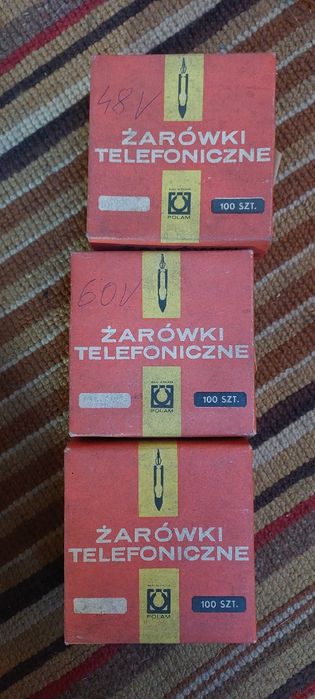 48V
ŻARÓWKI
TELEFONICZNE
POLAM
100 SZT.
60V
ŻARÓWKI
TELEFONICZNE
POLAM
100 SZT.
ŻARÓWKI
TELEFONICZNE
POLAM
100 SZT.